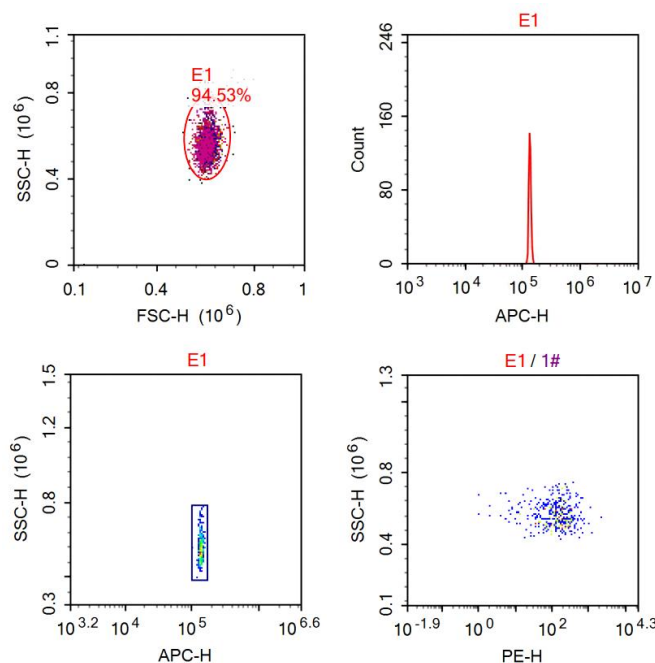 1.1
0.8
0.4
0
SSC-H (10⁶)
E1
94.53%
0.1
0.4
0.8
1
FSC-H (10⁶)
E1
246
160
80
0
Count
10³
10⁴
10⁵
10⁶
10⁷
APC-H
E1
1.5
1.2
0.8
0.3
SSC-H (10⁶)
10³·²
10⁴
10⁵
10⁶·⁶
APC-H
E1 / 1#
1.3
0.8
0.4
0.1
SSC-H (10⁶)
10⁻¹·⁹
10⁰
10²
10⁴·³
PE-H